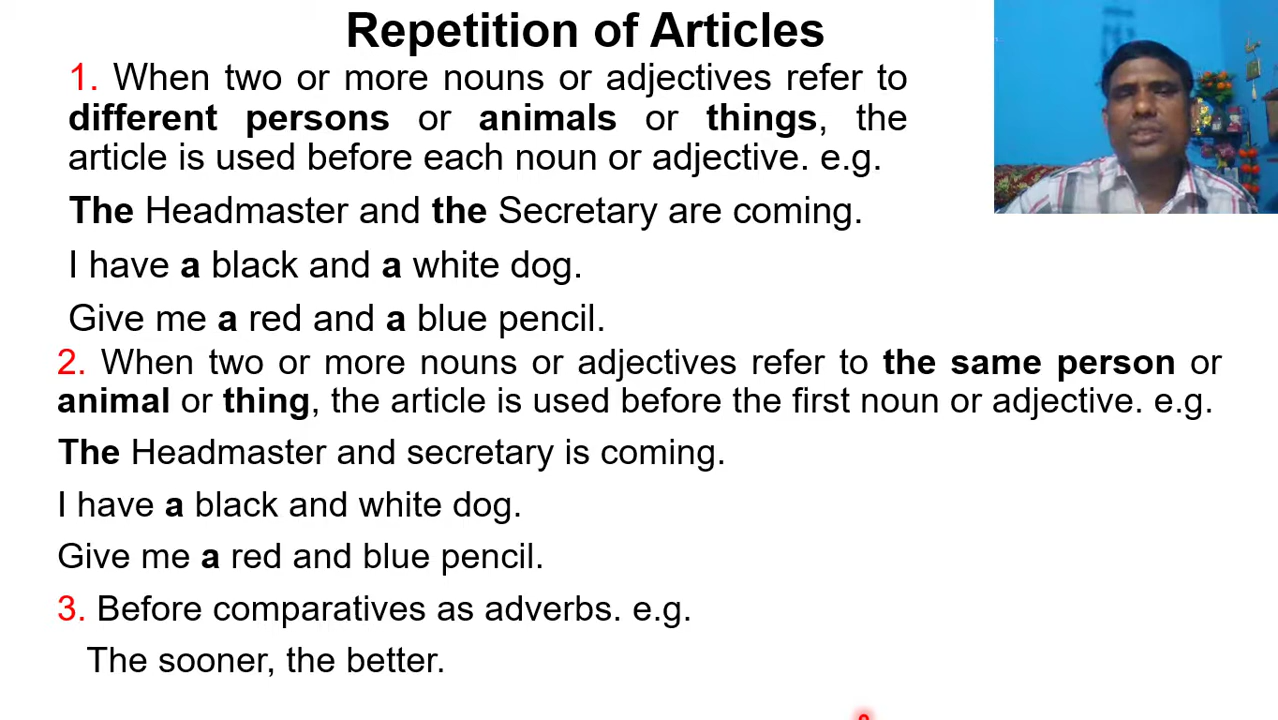 Repetition of Articles
1. When two or more nouns or adjectives refer to
different persons or animals or things, the
article is used before each noun or adjective. e.g.
The Headmaster and the Secretary are coming.
I have a black and a white dog.
Give me a red and a blue pencil.
2. When two or more nouns or adjectives refer to the same person or
animal or thing, the article is used before the first noun or adjective. e.g.
The Headmaster and secretary is coming.
I have a black and white dog.
Give me a red and blue pencil.
3. Before comparatives as adverbs. e.g.
The sooner, the better.